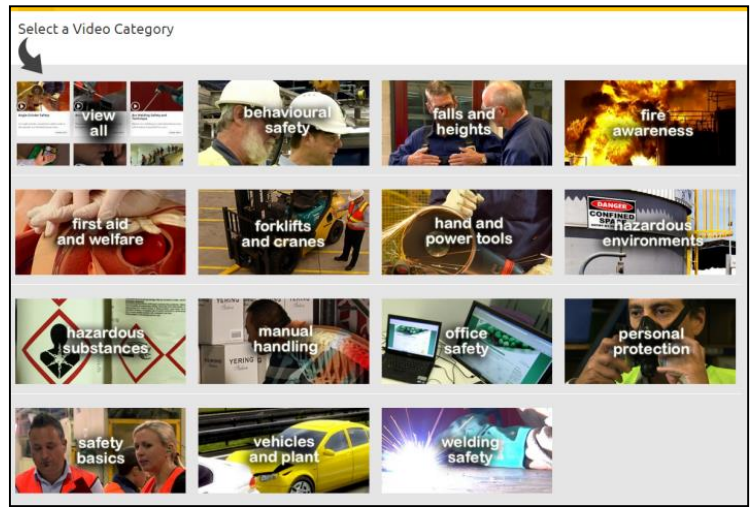 Select a Video Category
view
all
behavioural
safety
falls and
heights
fire
awareness
first aid
and welfare
forklifts
and cranes
hand and
power tools
DANGER
CONFINED
SPACE
hazardous
environments
hazardous
substances
YERING
YERING
manual
handling
office
safety
personal
protection
safety
basics
vehicles
and plant
welding
safety